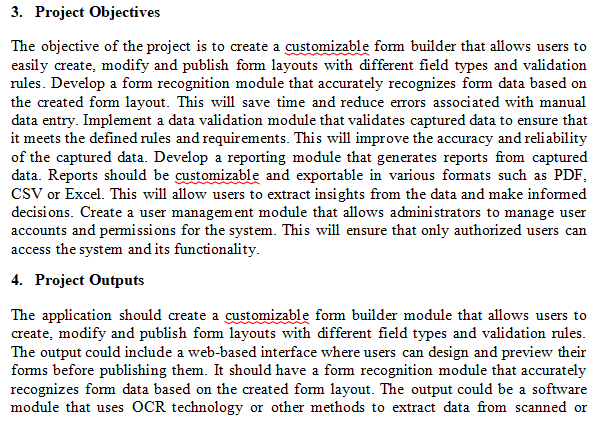 3. Project Objectives
The objective of the project is to create a customizable form builder that allows users to
easily create, modify and publish form layouts with different field types and validation
rules. Develop a form recognition module that accurately recognizes form data based on
the created form layout. This will save time and reduce errors associated with manual
data entry. Implement a data validation module that validates captured data to ensure that
it meets the defined rules and requirements. This will improve the accuracy and reliability
of the captured data. Develop a reporting module that generates reports from captured
data. Reports should be customizable and exportable in various formats such as PDF,
CSV or Excel. This will allow users to extract insights from the data and make informed
decisions. Create a user management module that allows administrators to manage user
accounts and permissions for the system. This will ensure that only authorized users can
access the system and its functionality.
4. Project Outputs
The application should create a customizable form builder module that allows users to
create, modify and publish form layouts with different field types and validation rules.
The output could include a web-based interface where users can design and preview their
forms before publishing them. It should have a form recognition module that accurately
recognizes form data based on the created form layout. The output could be a software
module that uses OCR technology or other methods to extract data from scanned or